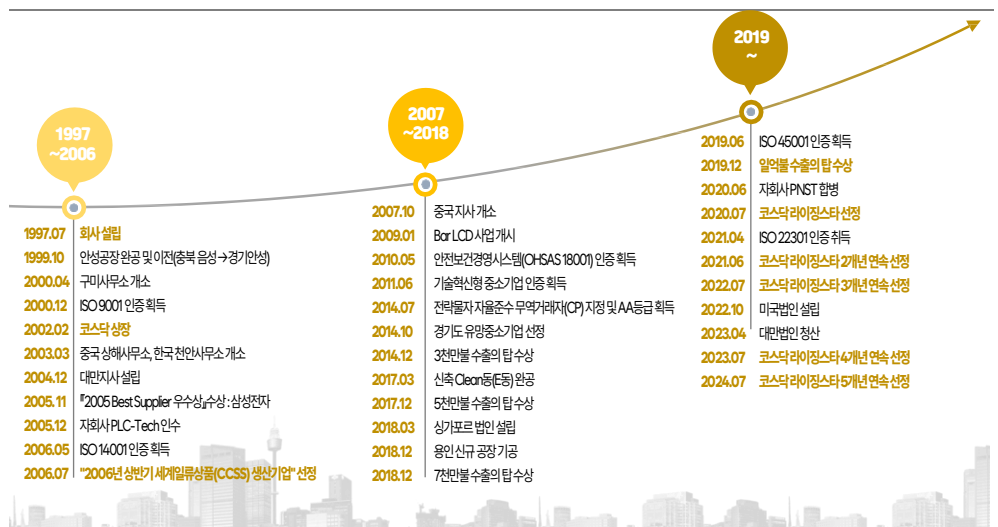 1997
~2006
1997.07 회사 설립
1999.10 안성공장 완공 및 이전(충북 음성→경기안성)
2000.04 구미사무소 개소
2000.12 ISO 9001 인증 획득
2002.02 코스닥 상장
2003.03 중국 상해사무소, 한국 천안사무소 개소
2004.12 대만지사 설립
2005.11 『2005 Best Supplier 우수상』수상 : 삼성전자
2005.12 자회사 PLC-Tech 인수
2006.05 ISO 14001 인증 획득
2006.07 "2006년 상반기 세계일류상품(CCSS) 생산기업" 선정
2007
~2018
2007.10 중국 지사 개소
2009.01 Bar LCD 사업 개시
2010.05 안전보건경영시스템(OHSAS 18001) 인증 획득
2011.06 기술혁신형 중소기업 인증 획득
2014.07 전략물자 자율준수 무역거래자(CP) 지정 및 AA등급 획득
2014.10 경기도 유망중소기업 선정
2014.12 3천만불 수출의 탑 수상
2017.03 신축 Clean동(E동) 완공
2017.12 5천만불 수출의 탑 수상
2018.03 싱가포르 법인 설립
2018.12 용인 신규 공장 기공
2018.12 7천만불 수출의 탑 수상
2019
~
2019.06 ISO 45001 인증 획득
2019.12 일억불 수출의 탑 수상
2020.06 자회사 PNST 합병
2020.07 코스닥 라이징스타 선정
2021.04 ISO 22301 인증 취득
2021.06 코스닥 라이징스타 2개년 연속 선정
2022.07 코스닥 라이징스타 3개년 연속 선정
2022.10 미국법인 설립
2023.04 대만법인 청산
2023.07 코스닥 라이징스타 4개년 연속 선정
2024.07 코스닥 라이징스타 5개년 연속 선정